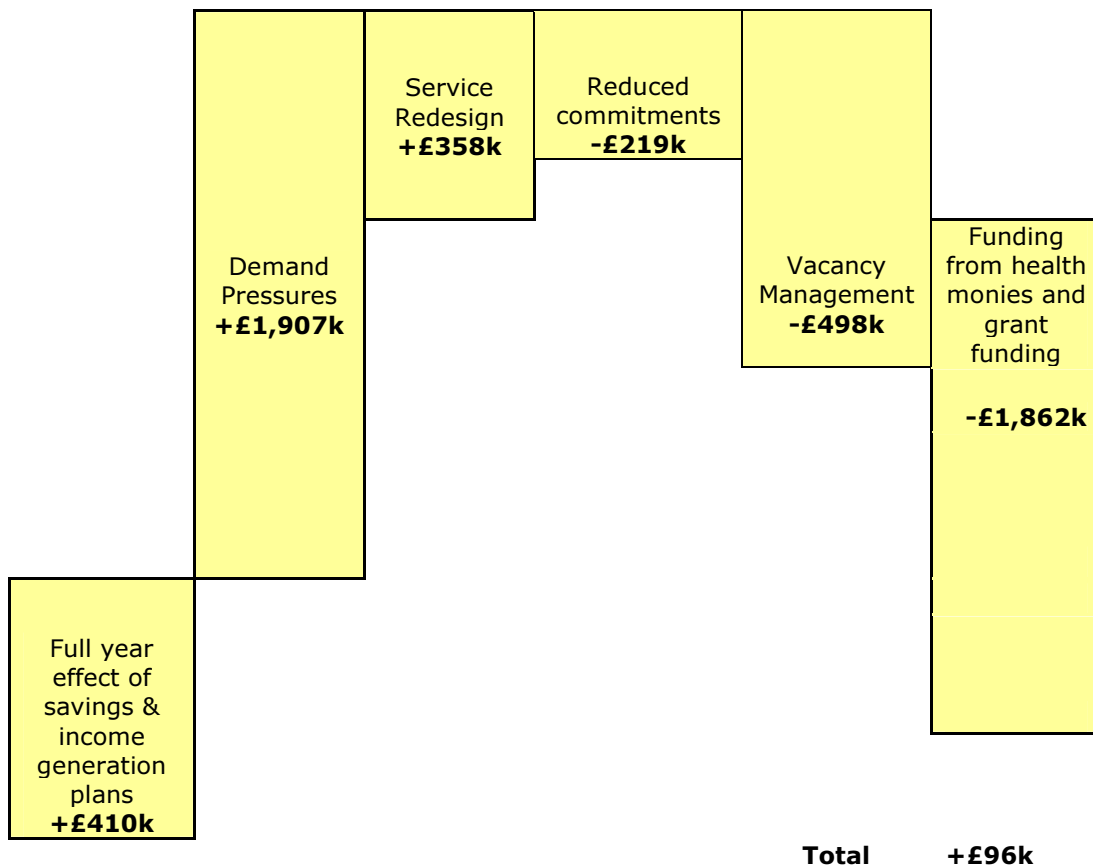 Service
Redesign
+£358k
Reduced
commitments
-£219k
Demand
Pressures
+£1,907k
Vacancy
Management
-£498k
Funding
from health
monies and
grant
funding
-£1,862k
Full year
effect of
savings &
income
generation
plans
+£410k
Total +£96k